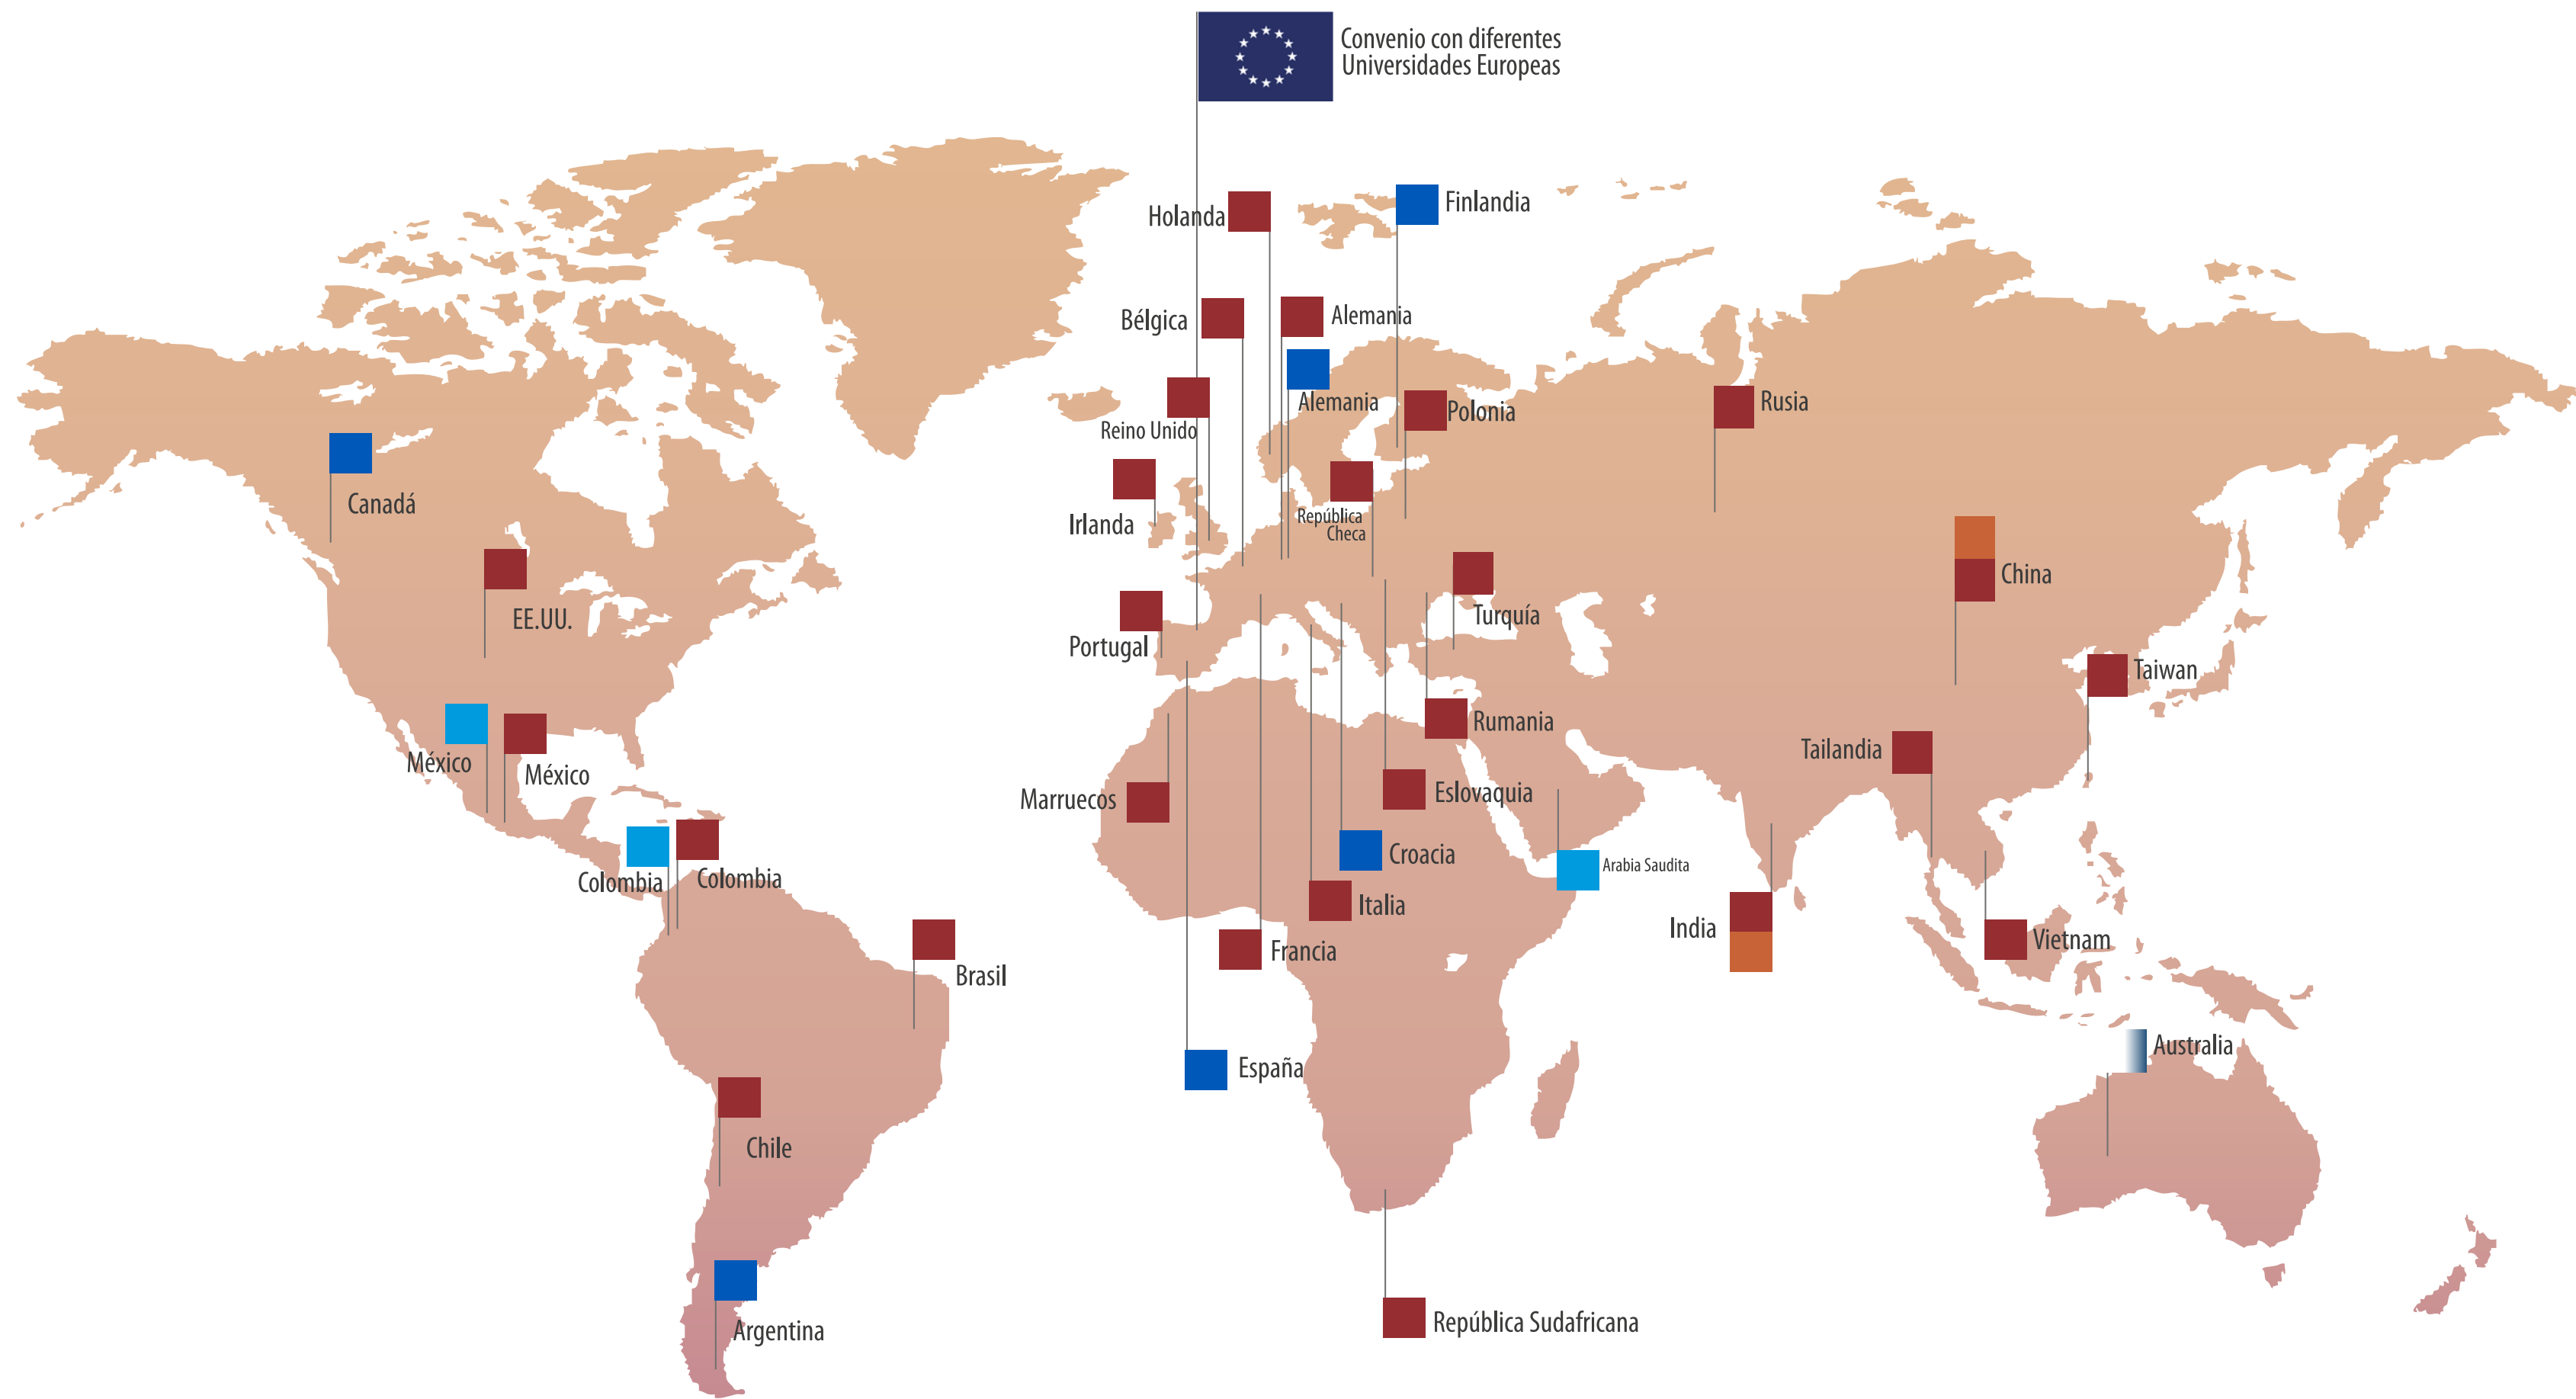 Convenio con diferentes
Universidades Europeas
Holanda
Finlandia
Bélgica
Alemania
Alemania
Polonia
Rusia
Reino Unido
Canadá
Irlanda
República
Checa
China
EE.UU.
Turquía
Portugal
Taiwan
Rumania
Tailandia
México
México
Marruecos
Eslovaquia
Croacia
Arabia Saudita
Colombia
Colombia
Italia
India
Vietnam
Francia
Brasil
Australia
España
Chile
República Sudafricana
Argentina